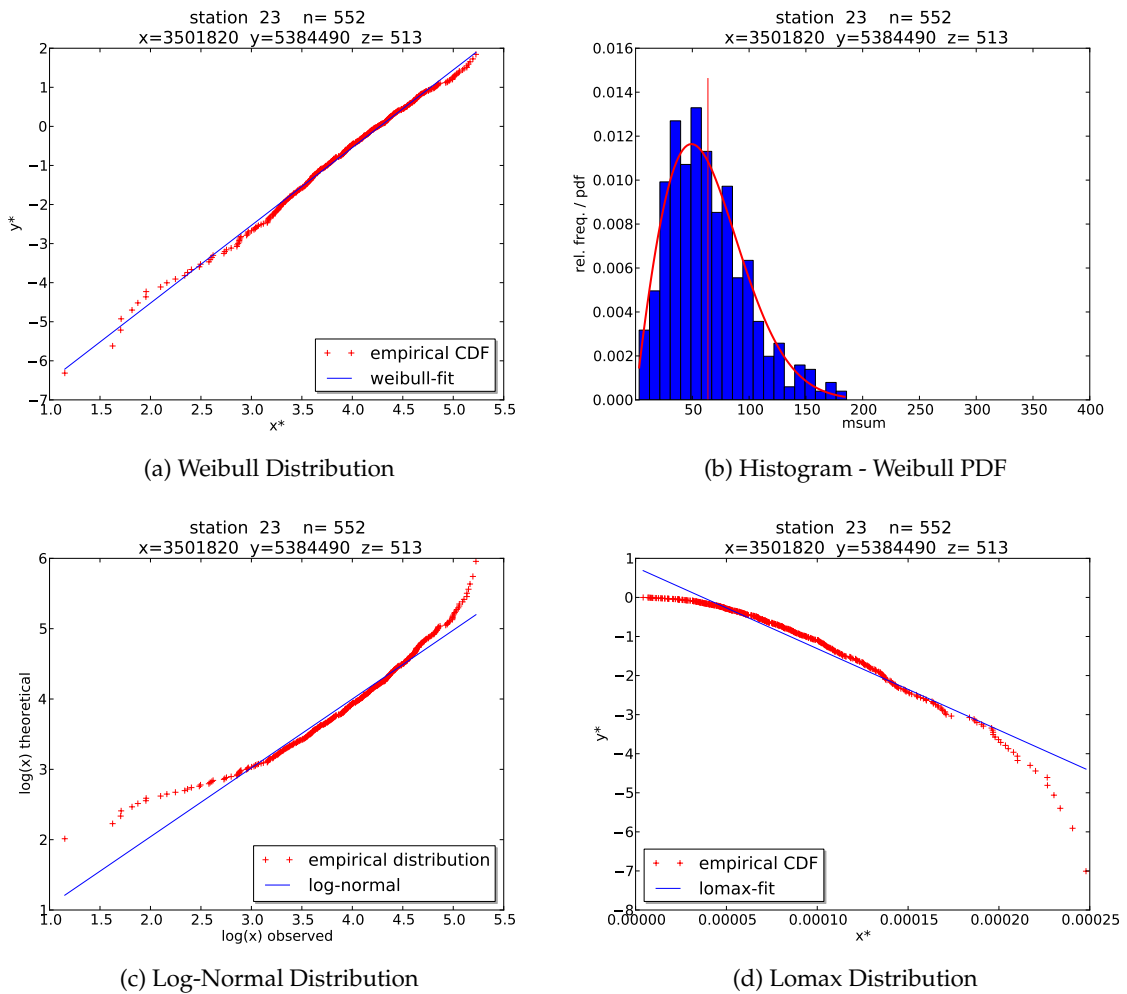 station 23 n= 552
x=3501820 y=5384490 z= 513
2
1
0
−1
−2
−3
−4
−5
−6
−7
y*
1.0 1.5 2.0 2.5 3.0 3.5 4.0 4.5 5.0 5.5
x*
empirical CDF
weibull-fit
(a) Weibull Distribution
station 23 n= 552
x=3501820 y=5384490 z= 513
0.016
0.014
0.012
0.010
0.008
0.006
0.004
0.002
0.000
rel. freq. / pdf
50 100 150 200 250 300 350 400
msum
(b) Histogram - Weibull PDF
station 23 n= 552
x=3501820 y=5384490 z= 513
6
5
4
3
2
1
log(x) theoretical
1.0 1.5 2.0 2.5 3.0 3.5 4.0 4.5 5.0 5.5
log(x) observed
empirical distribution
log-normal
(c) Log-Normal Distribution
station 23 n= 552
x=3501820 y=5384490 z= 513
1
0
−1
−2
−3
−4
−5
−6
−7
−8
y*
0.00000 0.00005 0.00010 0.00015 0.00020 0.00025
x*
empirical CDF
lomax-fit
(d) Lomax Distribution